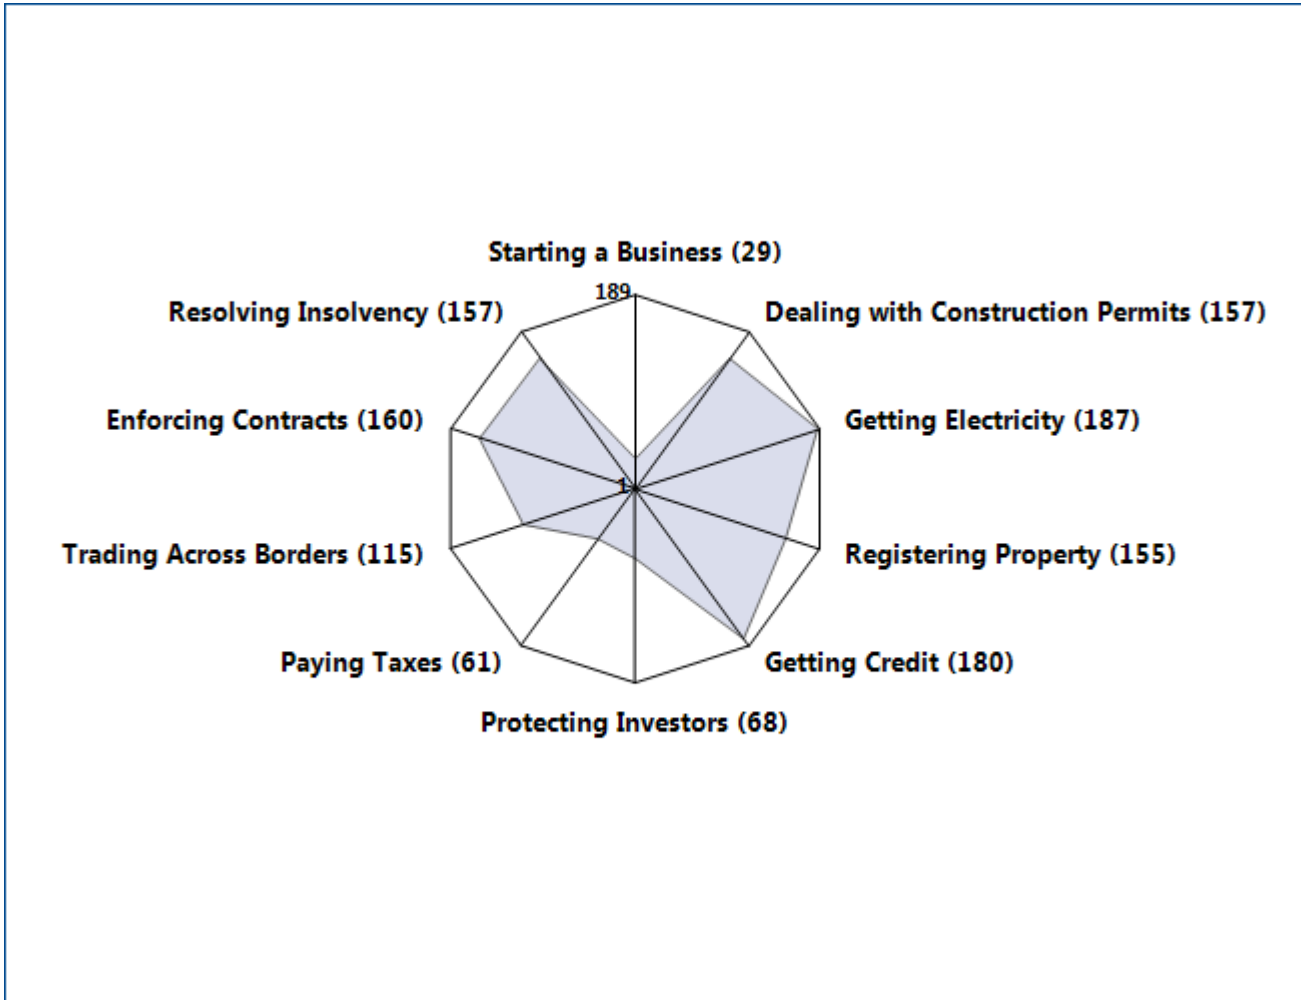 Starting a Business (29)
189
Resolving Insolvency (157)
Dealing with Construction Permits (157)
Enforcing Contracts (160)
Getting Electricity (187)
1
Trading Across Borders (115)
Registering Property (155)
Paying Taxes (61)
Getting Credit (180)
Protecting Investors (68)